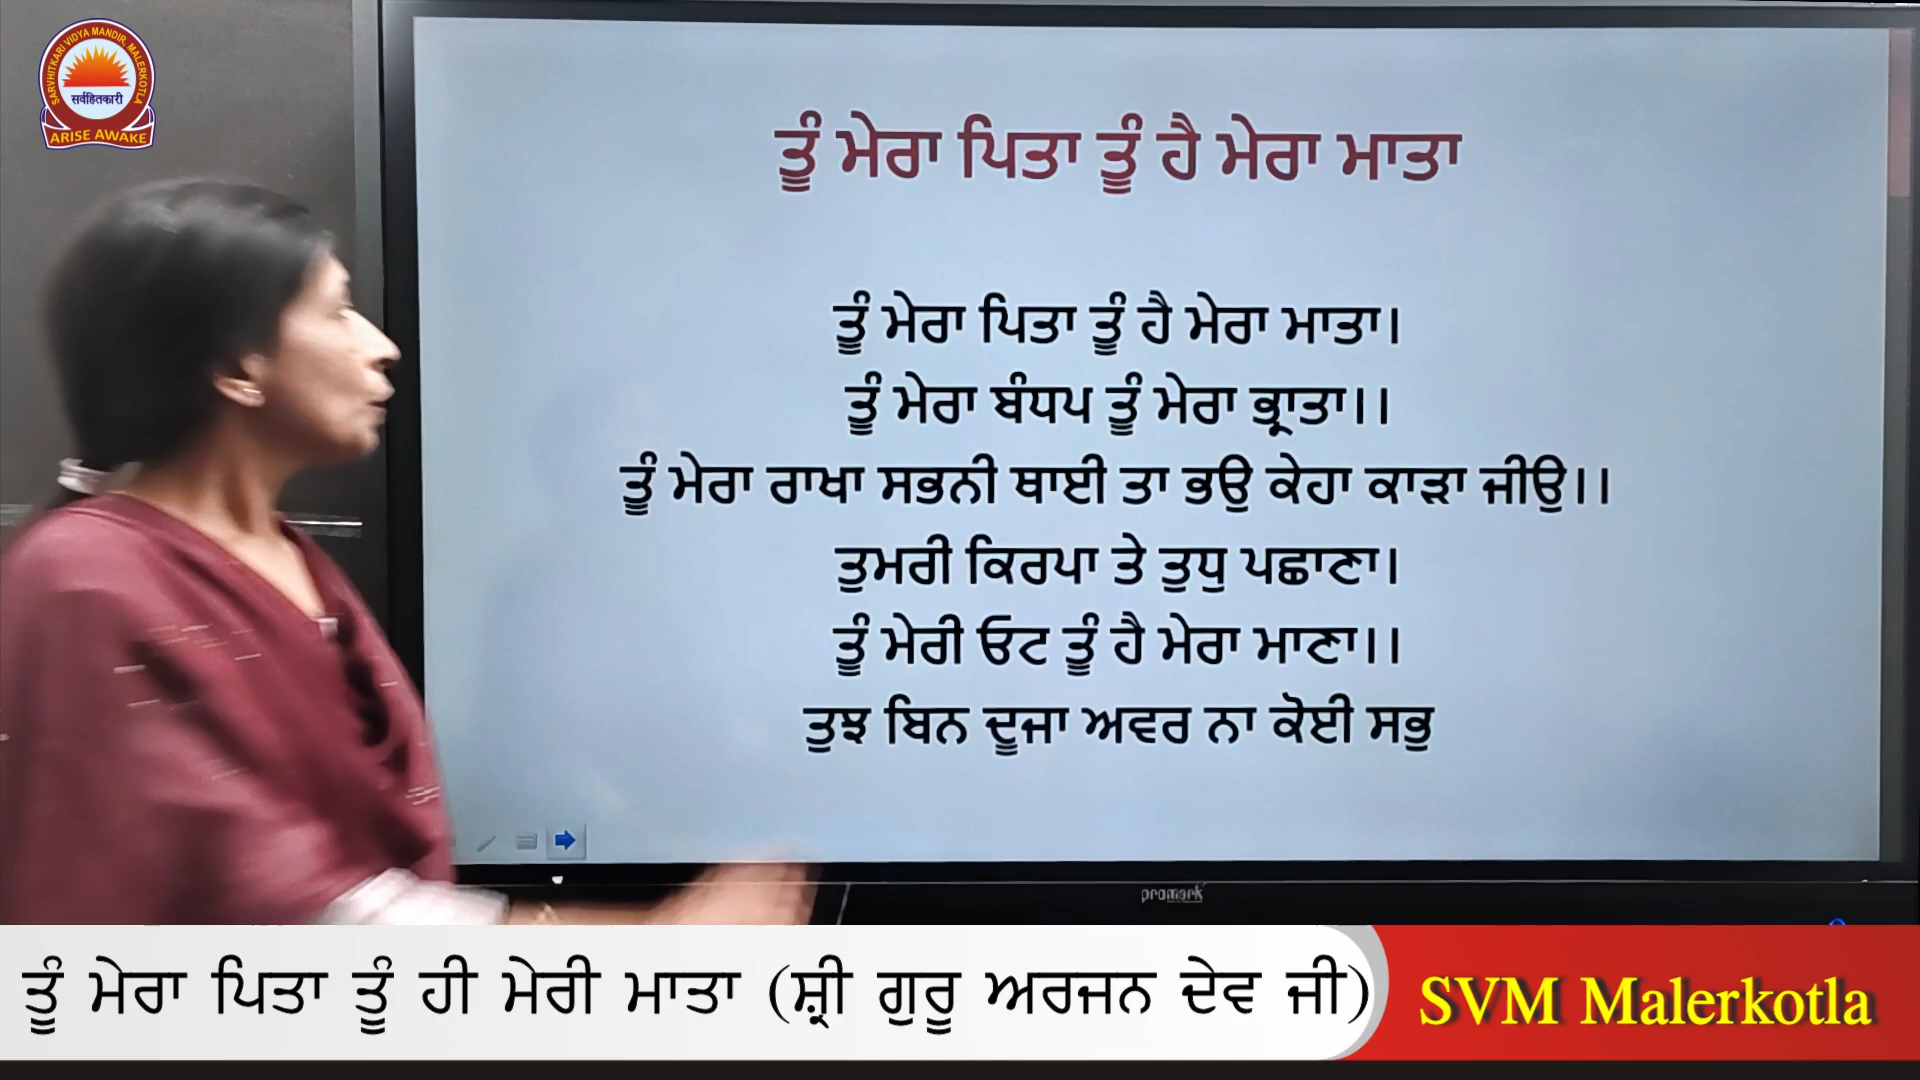 SARVHITKARI VIDYA MANDIR, MALERKOTLA
सर्वहितकारी
ARISE AWAKE
ਤੂੰ ਮੇਰਾ ਪਿਤਾ ਤੂੰ ਹੈ ਮੇਰਾ ਮਾਤਾ
ਤੂੰ ਮੇਰਾ ਪਿਤਾ ਤੂੰ ਹੈ ਮੇਰਾ ਮਾਤਾ।
ਤੂੰ ਮੇਰਾ ਬੰਧਪ ਤੂੰ ਮੇਰਾ ਭ੍ਰਾਤਾ।।
ਤੂੰ ਮੇਰਾ ਰਾਖਾ ਸਭਨੀ ਥਾਈ ਤਾ ਭਉ ਕੇਹਾ ਕਾੜਾ ਜੀਉ।।
ਤੁਮਰੀ ਕਿਰਪਾ ਤੇ ਤੁਧੁ ਪਛਾਣਾ।
ਤੂੰ ਮੇਰੀ ਓਟ ਤੂੰ ਹੈ ਮੇਰਾ ਮਾਣਾ।।
ਤੁਝ ਬਿਨ ਦੂਜਾ ਅਵਰ ਨਾ ਕੋਈ ਸਭੁ
promark
ਤੂੰ ਮੇਰਾ ਪਿਤਾ ਤੂੰ ਹੀ ਮੇਰੀ ਮਾਤਾ (ਸ਼੍ਰੀ ਗੁਰੂ ਅਰਜਨ ਦੇਵ ਜੀ)
SVM Malerkotla